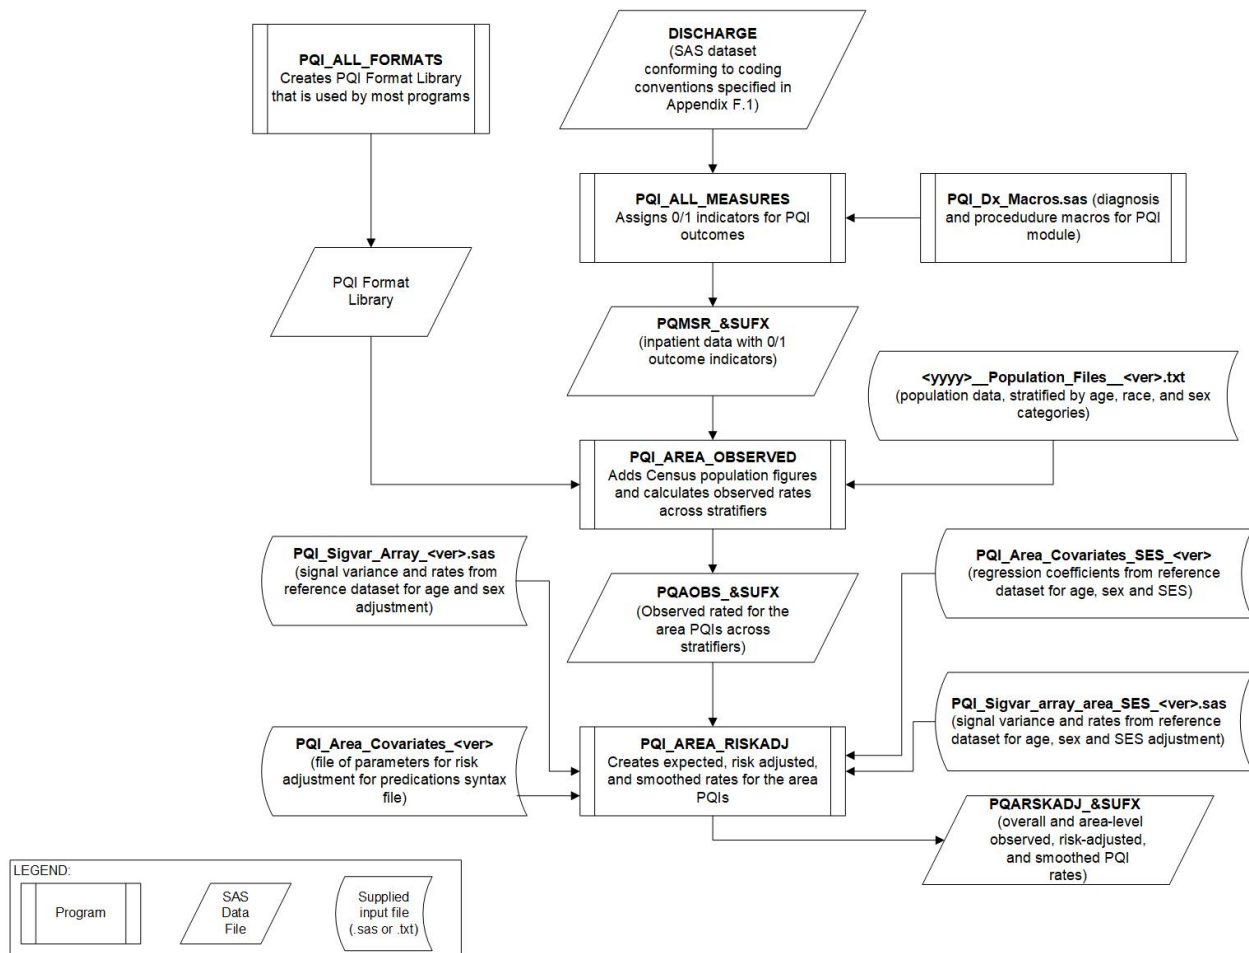 PQI_ALL_FORMATS
Creates PQI Format Library
that is used by most programs
DISCHARGE
(SAS dataset
conforming to coding
conventions specified in
Appendix F.1)
PQI_ALL_MEASURES
Assigns 0/1 indicators for PQI
outcomes
PQI_Dx_Macros.sas (diagnosis
and procedudure macros for PQI
module)
PQI Format
Library
PQMSR_&SUFX
(inpatient data with 0/1
outcome indicators)
<yyyy>__Population_Files__<ver>.txt
(population data, stratified by age, race, and sex
categories)
PQI_AREA_OBSERVED
Adds Census population figures
and calculates observed rates
across stratifiers
PQI_Sigvar_Array_<ver>.sas
(signal variance and rates from
reference dataset for age and sex
adjustment)
PQAOBS_&SUFX
(Observed rated for the
area PQIs across
stratifiers)
PQI_Area_Covariates_SES_<ver>
(regression coefficients from reference
dataset for age, sex and SES)
PQI_Area_Covariates_<ver>
(file of parameters for risk
adjustment for predications syntax
file)
PQI_AREA_RISKADJ
Creates expected, risk adjusted,
and smoothed rates for the area
PQIs
PQI_Sigvar_array_area_SES_<ver>.sas
(signal variance and rates from reference
dataset for age, sex and SES adjustment)
PQARSKADJ_&SUFX
(overall and area-level
observed, risk-adjusted,
and smoothed PQI
rates)
LEGEND:
Program
SAS
Data
File
Supplied
input file
(.sas or .txt)